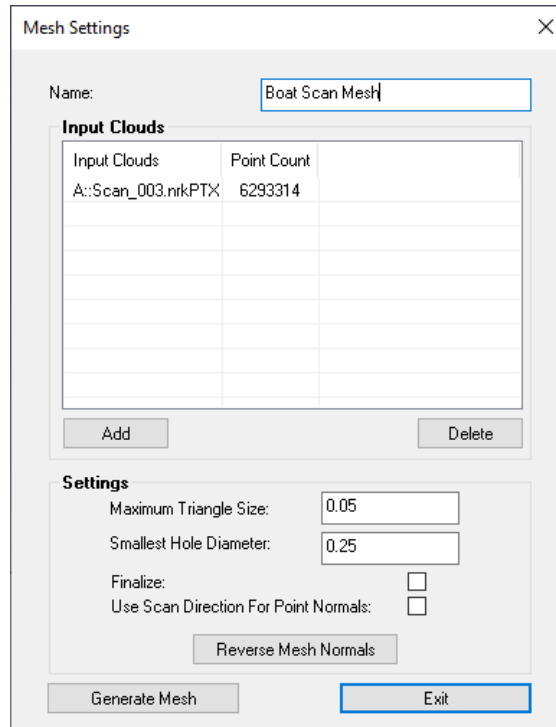 Mesh Settings
Name: Boat Scan Mesh
Input Clouds
Input Clouds Point Count
A::Scan_003.nrkPTX 6293314
Add Delete
Settings
Maximum Triangle Size: 0.05
Smallest Hole Diameter: 0.25
Finalize:
Use Scan Direction For Point Normals:
Reverse Mesh Normals
Generate Mesh Exit